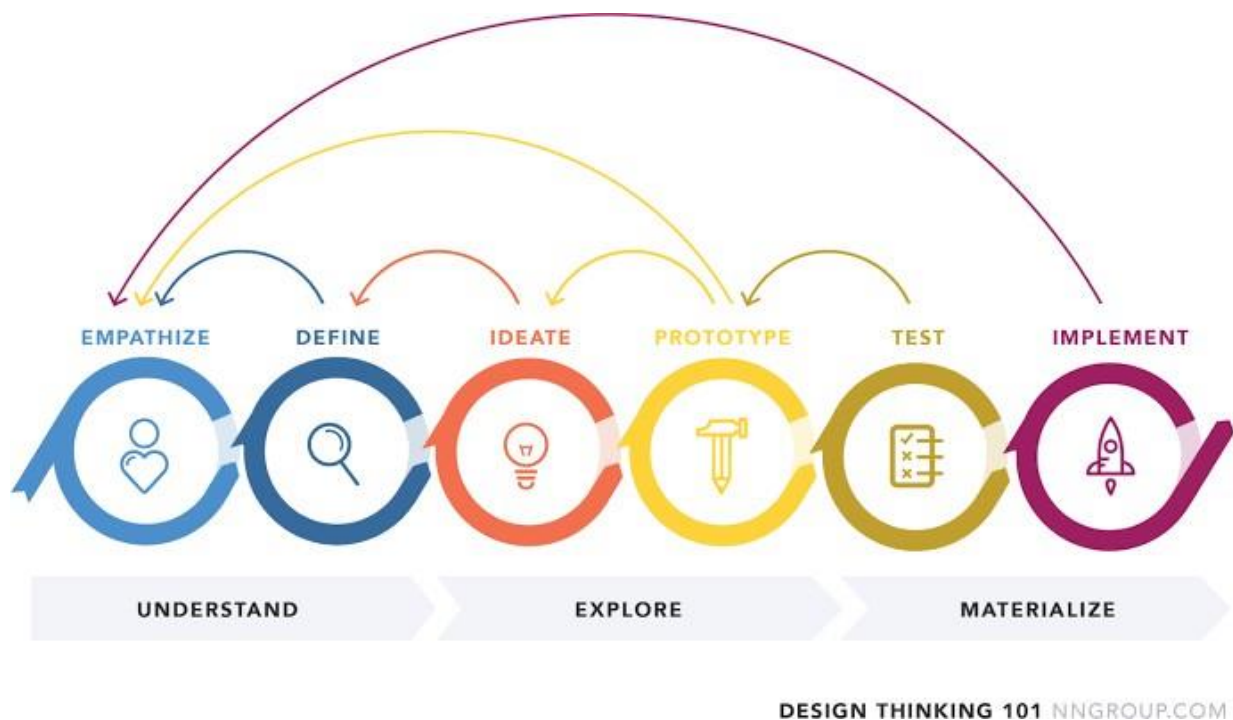 EMPATHIZE DEFINE IDEATE PROTOTYPE TEST IMPLEMENT
UNDERSTAND EXPLORE MATERIALIZE
DESIGN THINKING 101 NNGROUP.COM